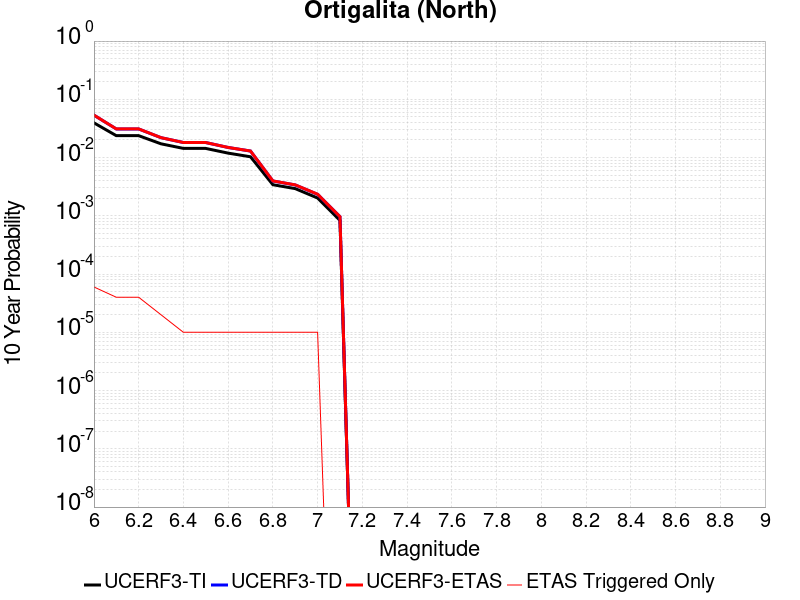 Ortigalita (North)
10 0
10 -1
10 -2
10 -3
10 -4
10 -5
10 -6
10 -7
10 -8
10 Year Probability
6 6.2 6.4 6.6 6.8 7 7.2 7.4 7.6 7.8 8 8.2 8.4 8.6 8.8 9
Magnitude
UCERF3-TI UCERF3-TD UCERF3-ETAS ETAS Triggered Only